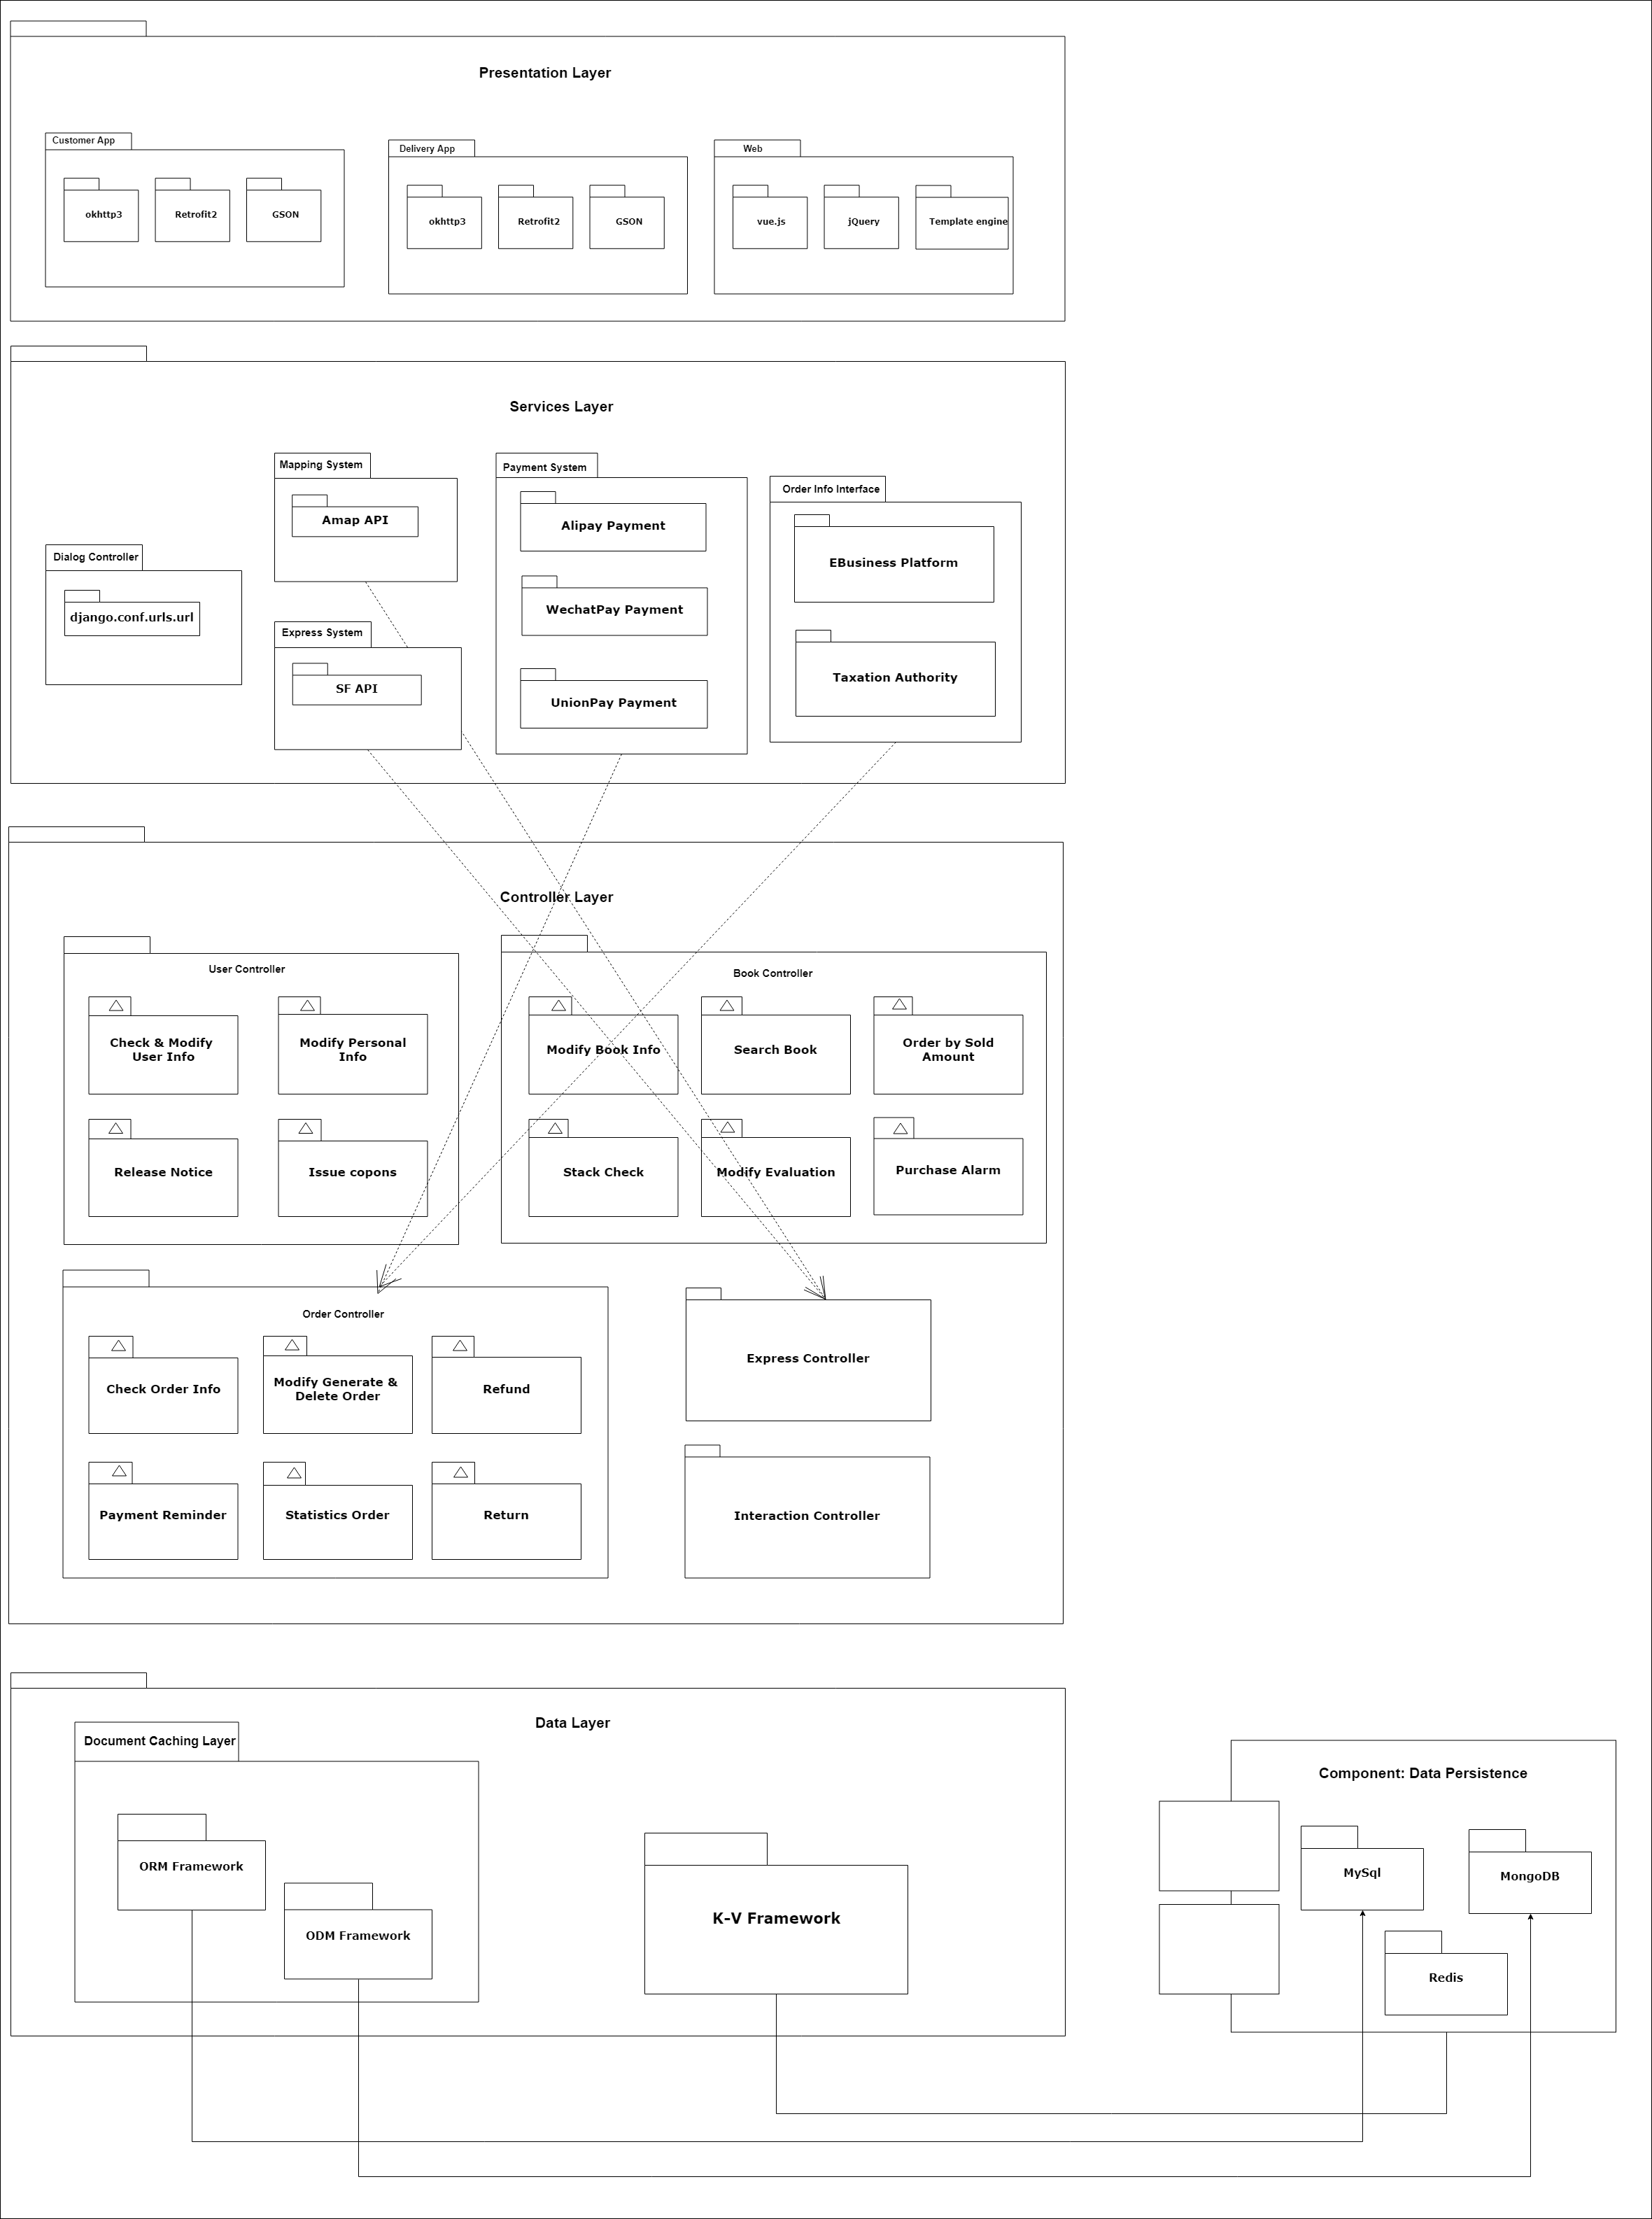 Presentation Layer
Customer App
okhttp3
Retrofit2
GSON
Delivery App
okhttp3
Retrofit2
GSON
Web
vue.js
jQuery
Template engine
Services Layer
Dialog Controller
django.conf.urls.url
Mapping System
Amap API
Express System
SF API
Payment System
Alipay Payment
WechatPay Payment
UnionPay Payment
Order Info Interface
EBusiness Platform
Taxation Authority
Controller Layer
User Controller
Check & Modify
User Info
Modify Personal
Info
Release Notice
Issue copons
Book Controller
Modify Book Info
Search Book
Order by Sold
Amount
Stack Check
Modify Evaluation
Purchase Alarm
Order Controller
Check Order Info
Modify Generate &
Delete Order
Refund
Payment Reminder
Statistics Order
Return
Express Controller
Interaction Controller
Data Layer
Document Caching Layer
ORM Framework
ODM Framework
K-V Framework
Component: Data Persistence
MySql
MongoDB
Redis